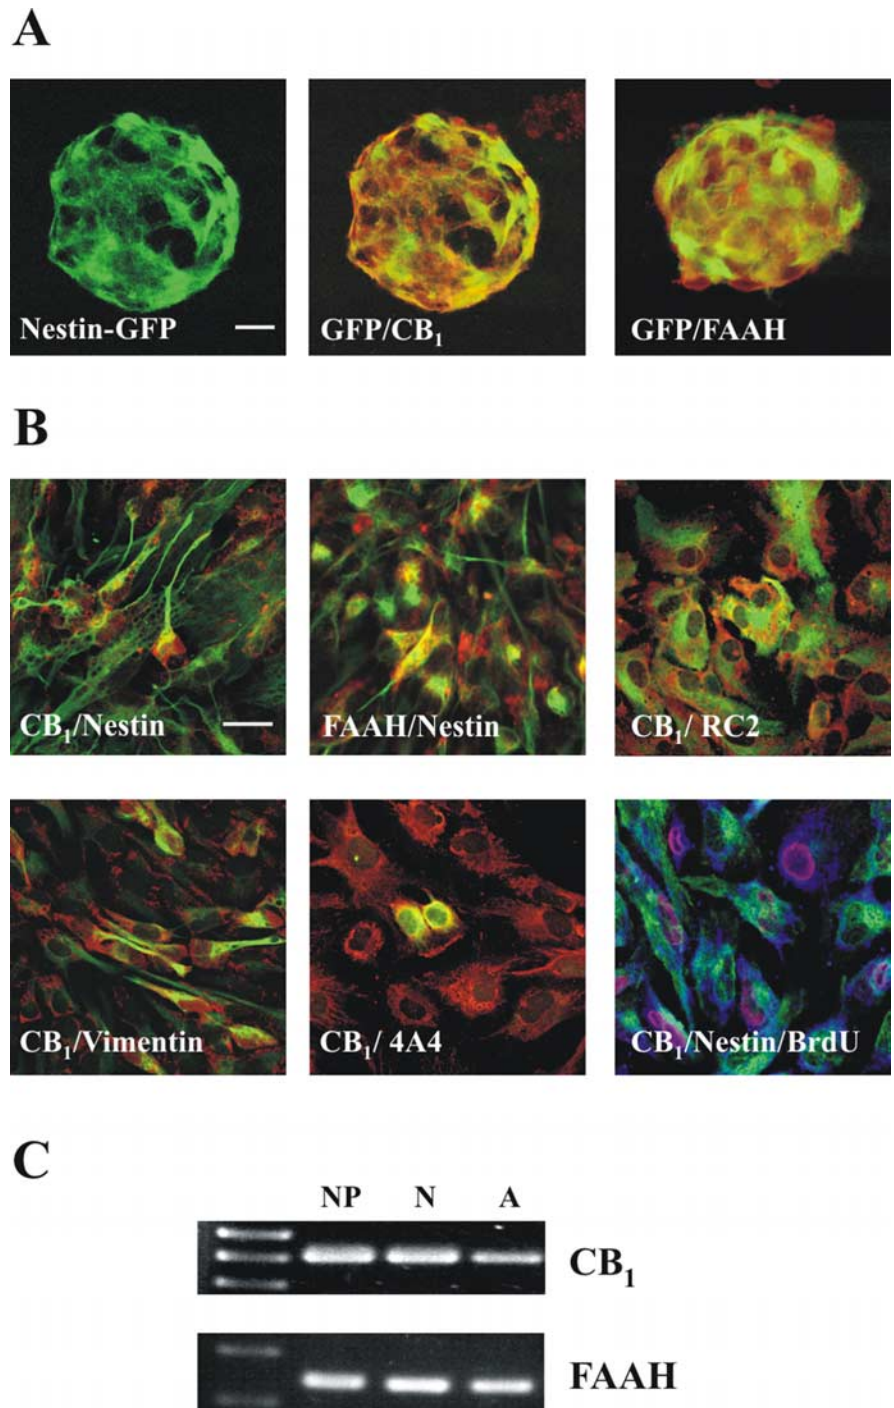 A
Nestin-GFP
GFP/CB₁
GFP/FAAH
B
CB₁/Nestin
FAAH/Nestin
CB₁/ RC2
CB₁/Vimentin
CB₁/ 4A4
CB₁/Nestin/BrdU
C
NP N A
CB₁
FAAH